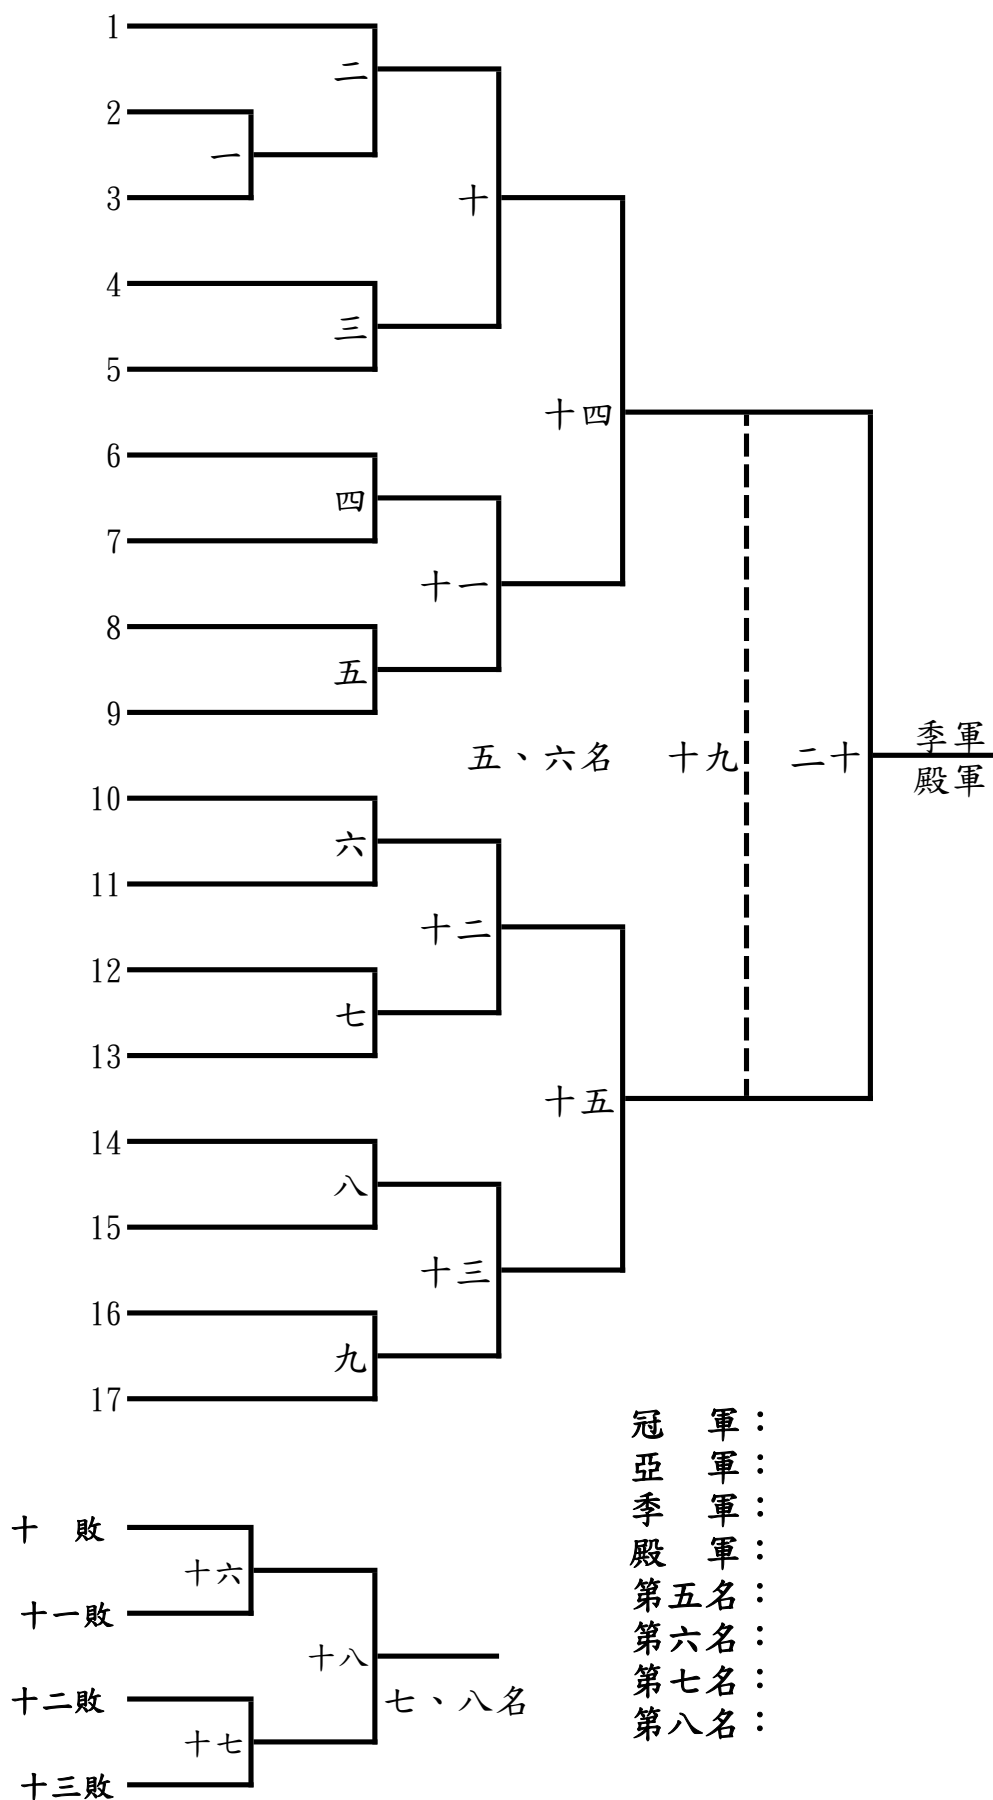 1
二
2
一
3
十
4
三
5
十四
6
四
7
十一
8
五
9
五、六名 十九 二十 季軍
殿軍
10
六
11
十二
12
七
13
十五
14
八
15
十三
16
九
17
冠 軍：
亞 軍：
季 軍：
殿 軍：
第五名：
第六名：
第七名：
第八名：
十 敗
十六
十一敗
十八
七、八名
十二敗
十七
十三敗